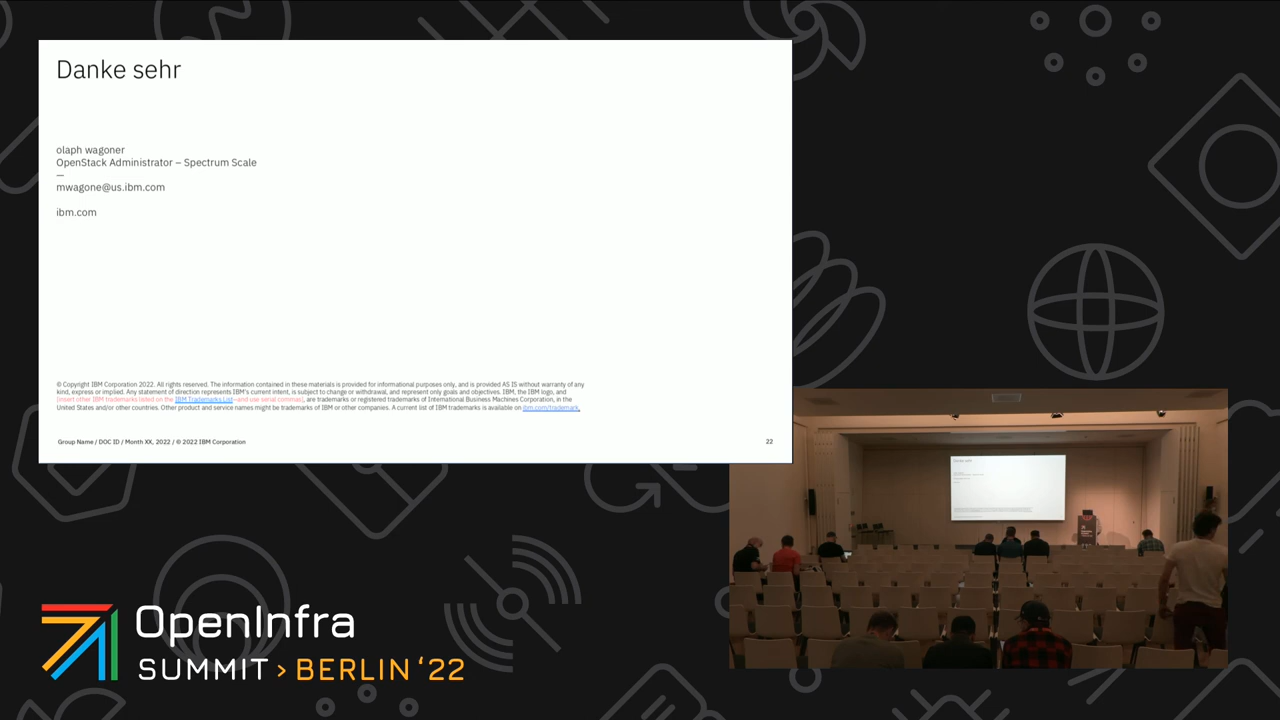 Danke sehr
olaph wagoner
OpenStack Administrator – Spectrum Scale
—
mwagone@us.ibm.com
ibm.com
© Copyright IBM Corporation 2022. All rights reserved. The information contained in these materials is provided for informational purposes only, and is provided AS IS without warranty of any
kind, express or implied. Any statement of direction represents IBM's current intent, is subject to change or withdrawal, and represent only goals and objectives. IBM, the IBM logo, and
[insert other IBM trademarks listed on the IBM Trademarks List—and use serial commas], are trademarks or registered trademarks of International Business Machines Corporation, in the
United States and/or other countries. Other product and service names might be trademarks of IBM or other companies. A current list of IBM trademarks is available on ibm.com/trademark.
Group Name / DOC ID / Month XX, 2022 / © 2022 IBM Corporation
22
Danke sehr
OpenInfra
SUMMIT > BERLIN ‘22